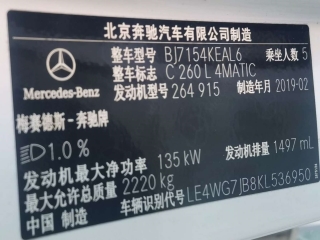 北京奔驰汽车有限公司制造
整车型号 BJ7154KEAL6 乘坐人数 5
整车标志 C 260 L 4MATIC
发动机型号 264 915 制造年月 2019-02
Mercedes-Benz
梅赛德斯-奔驰牌
1.0%
发动机最大净功率 135 kW 发动机排量 1497 mL
最大允许总质量 2220 kg
中国 制造 车辆识别代号 LE4WG7JB8KL536950